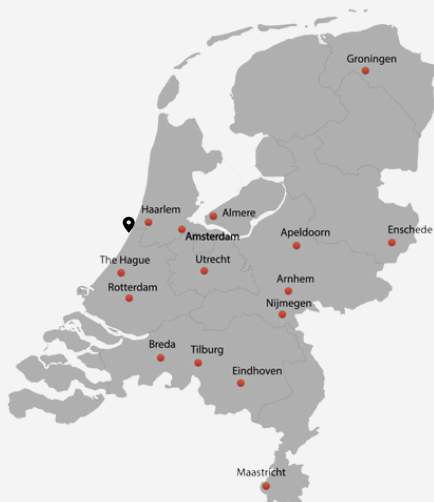 Groningen
Haarlem
Almere
Amsterdam
Apeldoorn
Enschede
The Hague
Utrecht
Rotterdam
Arnhem
Nijmegen
Breda
Tilburg
Eindhoven
Maastricht